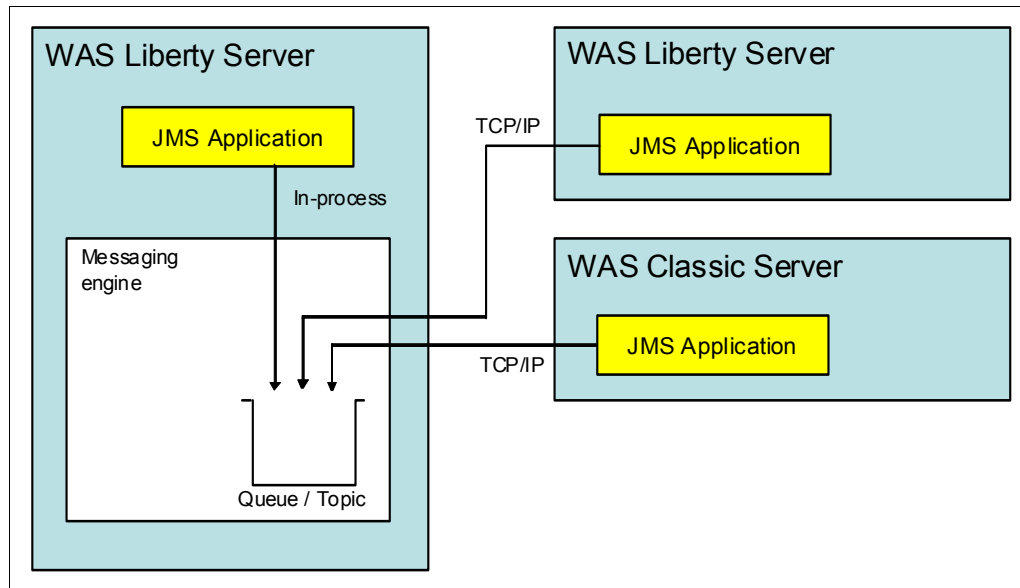 WAS Liberty Server
JMS Application
In-process
Messaging
engine
Queue / Topic
WAS Liberty Server
TCP/IP
JMS Application
WAS Classic Server
JMS Application
TCP/IP